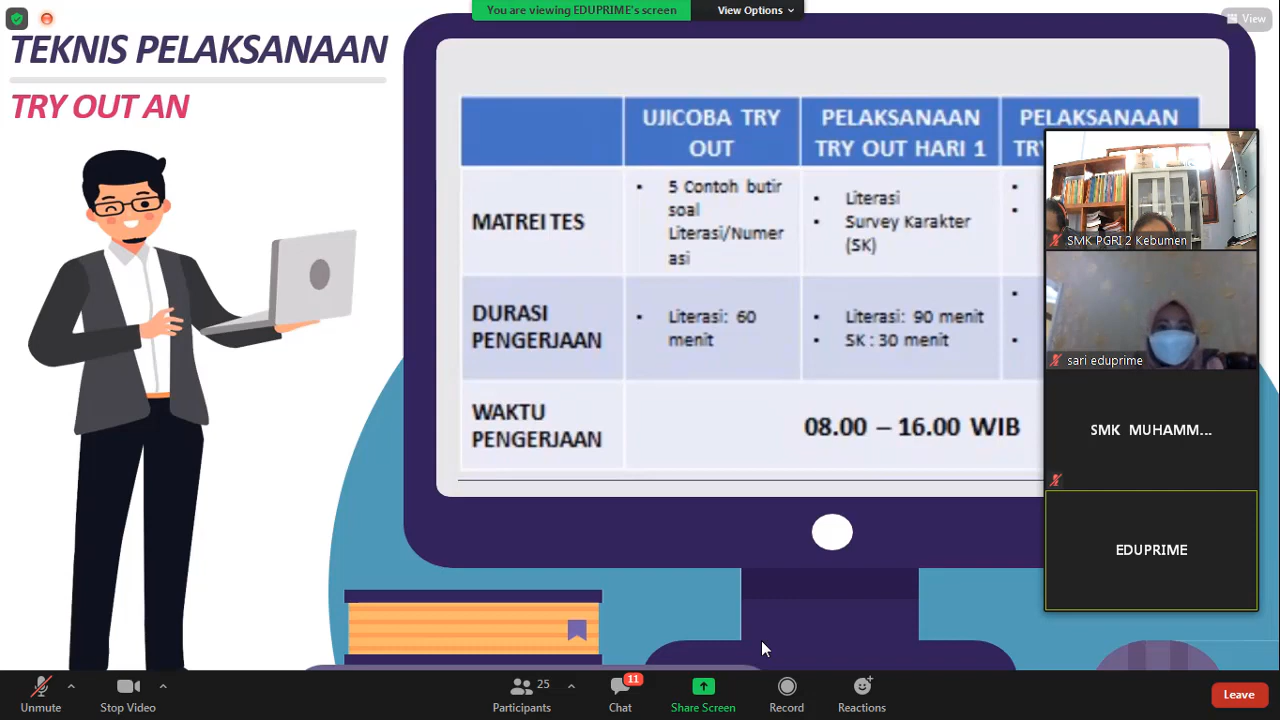 You are viewing EDUPRIME's screen
View Options
View
TEKNIS PELAKSANAAN
TRY OUT AN
UJICOBA TRY
OUT
PELAKSANAAN
TRY OUT HARI 1
PELAKSANAAN
MATREI TES
• 5 Contoh butir
soal
Literasi/Numer
asi
• Literasi
• Survey Karakter
(SK)
DURASI
PENGERJAAN
• Literasi: 60
menit
• Literasi: 90 menit
• SK : 30 menit
WAKTU
PENGERJAAN
08.00 – 16.00 WIB
SMK PGRI 2 Kebumen
sari eduprime
SMK MUHAMM...
EDUPRIME
Unmute
Stop Video
25
Participants
11
Chat
Share Screen
Record
Reactions
Leave